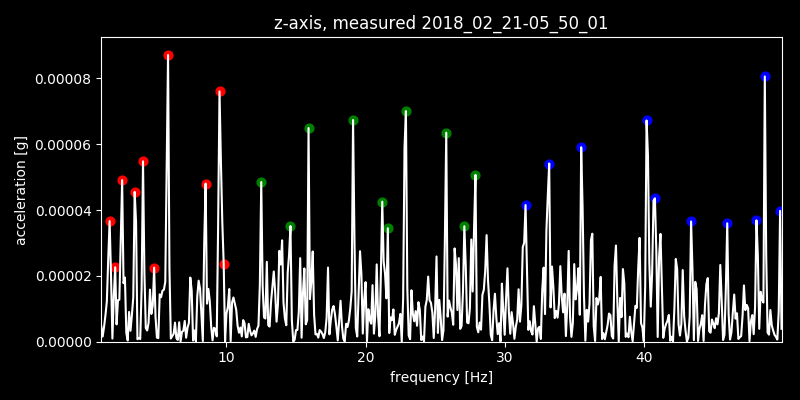 z-axis, measured 2018_02_21-05_50_01
0.00008
0.00006
0.00004
0.00002
0.00000
acceleration [g]
10 20 30 40
frequency [Hz]